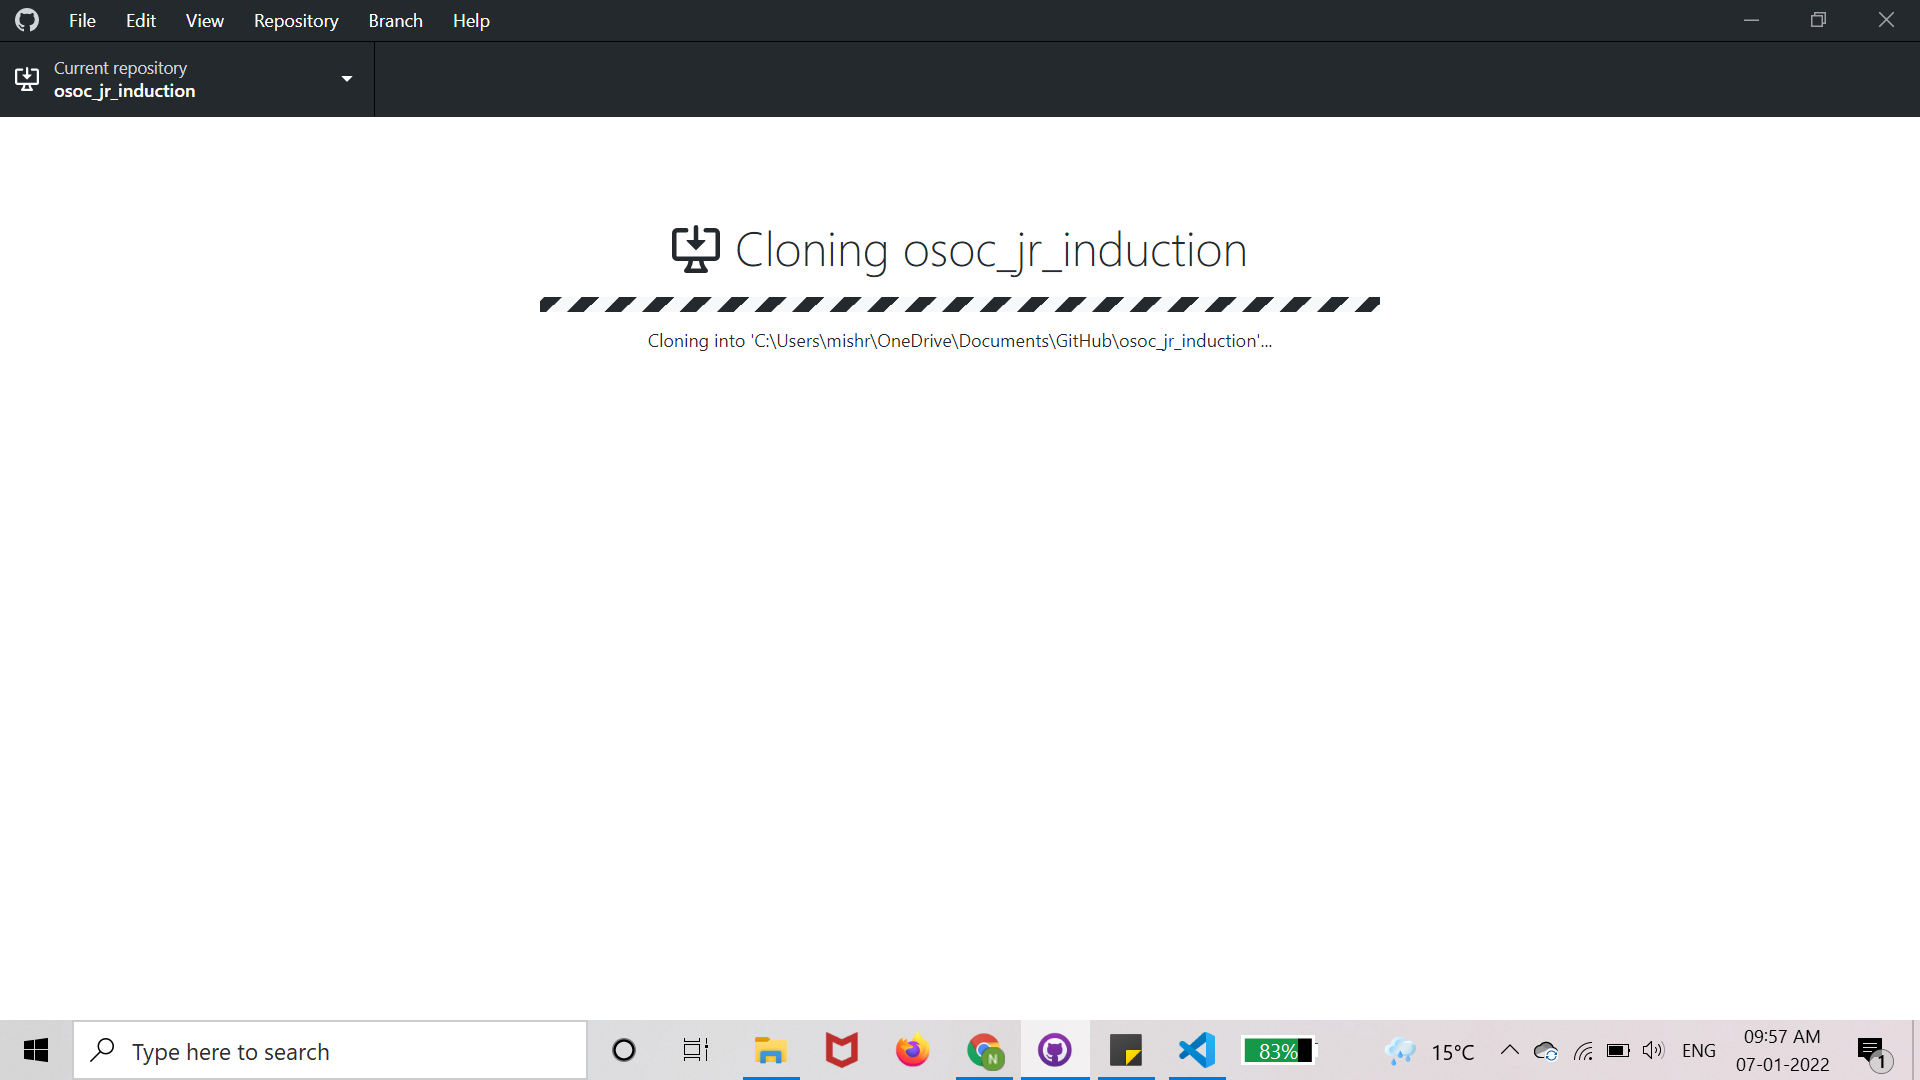 File Edit View Repository Branch Help
Current repository
osoc_jr_induction
Cloning osoc_jr_induction
Cloning into 'C:\Users\mishr\OneDrive\Documents\GitHub\osoc_jr_induction'...
Type here to search
N
83%
15°C
ENG
09:57 AM
07-01-2022
1